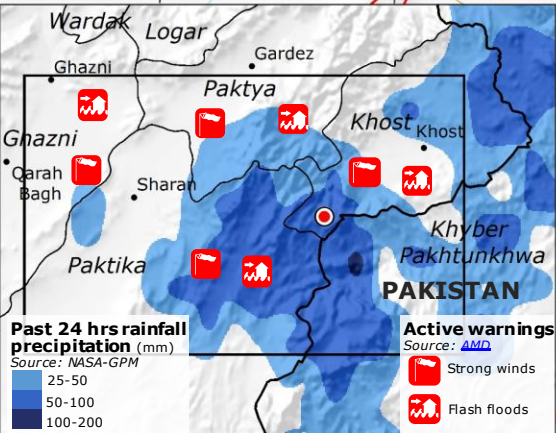 Wardak
Logar
Gardez
Ghazni
Paktya
Khost
Khost
Ghazni
Qarah
Bagh
Sharan
Paktika
Khyber
Pakhtunkhwa
PAKISTAN
Past 24 hrs rainfall
precipitation (mm)
Source: NASA-GPM
25-50
50-100
100-200
Active warnings
Source: AMD
Strong winds
Flash floods